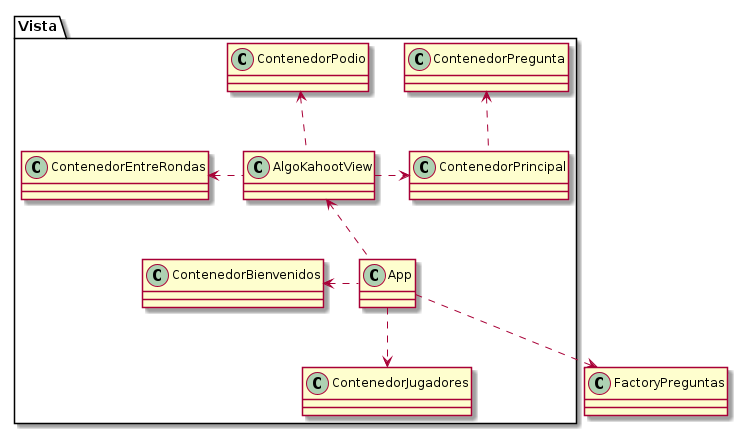 Vista
C ContenedorPodio
C ContenedorPregunta
C ContenedorEntreRondas
C AlgoKahootView
C ContenedorPrincipal
C ContenedorBienvenidos
C App
C ContenedorJugadores
C FactoryPreguntas